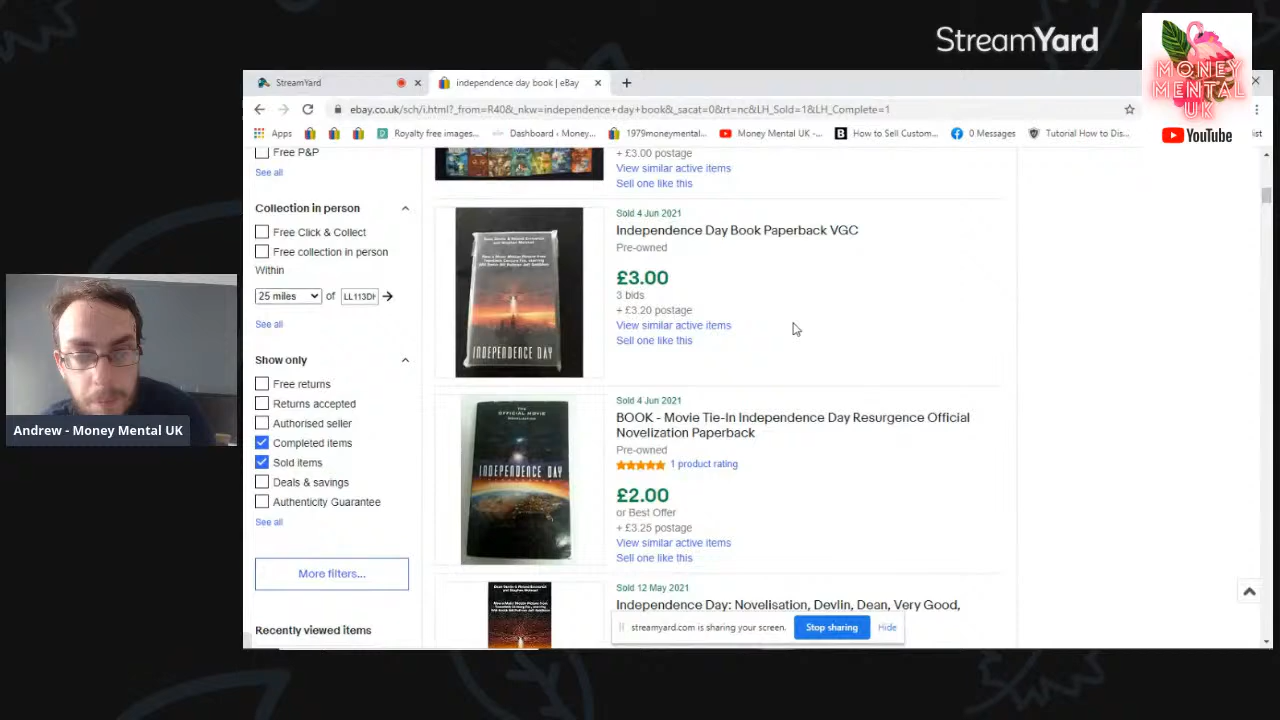 StreamYard
MONEY
MENTAL
UK
YouTube
StreamYard
independence day book | eBay
ebay.co.uk/sch/i.html?_from=R40&_nkw=independence+day+book&_sacat=0&rt=nc&LH_Sold=1&LH_Complete=1
Apps
Royalty free images...
Dashboard ‹ Money...
1979moneymental...
Money Mental UK -...
How to Sell Custom...
0 Messages
Tutorial How to Dis...
Free P&P
See all
Collection in person
Free Click & Collect
Free collection in person
Within
25 miles of
See all
Show only
Free returns
Returns accepted
Authorised seller
Completed items
Sold items
Deals & savings
Authenticity Guarantee
See all
More filters...
Recently viewed items
+ £3.00 postage
View similar active items
Sell one like this
INDEPENDENCE DAY
Sold 4 Jun 2021
Independence Day Book Paperback VGC
Pre-owned
£3.00
3 bids
+ £3.20 postage
View similar active items
Sell one like this
THE
OFFICIAL MOVIE
NOVELIZATION
INDEPENDENCE DAY
Sold 4 Jun 2021
BOOK - Movie Tie-In Independence Day Resurgence Official
Novelization Paperback
Pre-owned
1 product rating
£2.00
or Best Offer
+ £3.25 postage
View similar active items
Sell one like this
Sold 12 May 2021
Independence Day: Novelisation, Devlin, Dean, Very Good,
streamyard.com is sharing your screen.
Stop sharing
Hide
Andrew - Money Mental UK